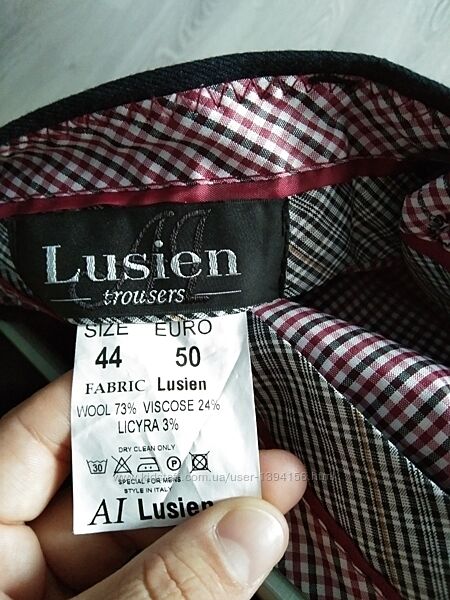 Lusien
trousers
SIZE EURO
44 50
FABRIC Lusien
WOOL 73% VISCOSE 24%
LICYRA 3%
DRY CLEAN ONLY
30 P
SPECIAL FOR MENS
STYLE IN ITALY
AI Lusien